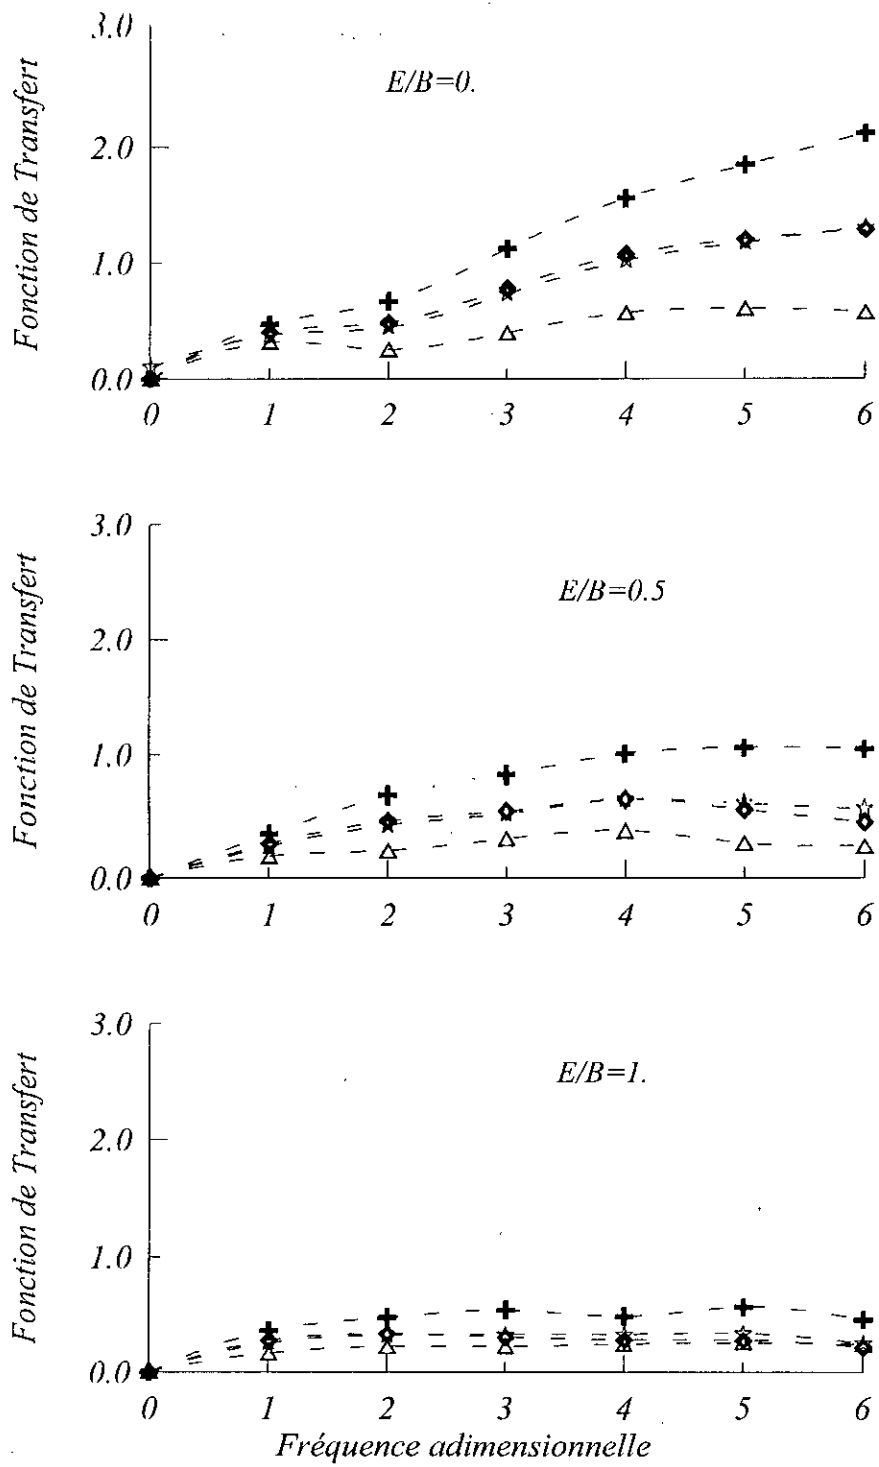 3.0
E/B=0.
2.0
Fonction de Transfert
1.0
0.0
0 1 2 3 4 5 6
3.0
E/B=0.5
2.0
Fonction de Transfert
1.0
0.0
0 1 2 3 4 5 6
3.0
E/B=1.
2.0
Fonction de Transfert
1.0
0.0
0 1 2 3 4 5 6
Fréquence adimensionnelle